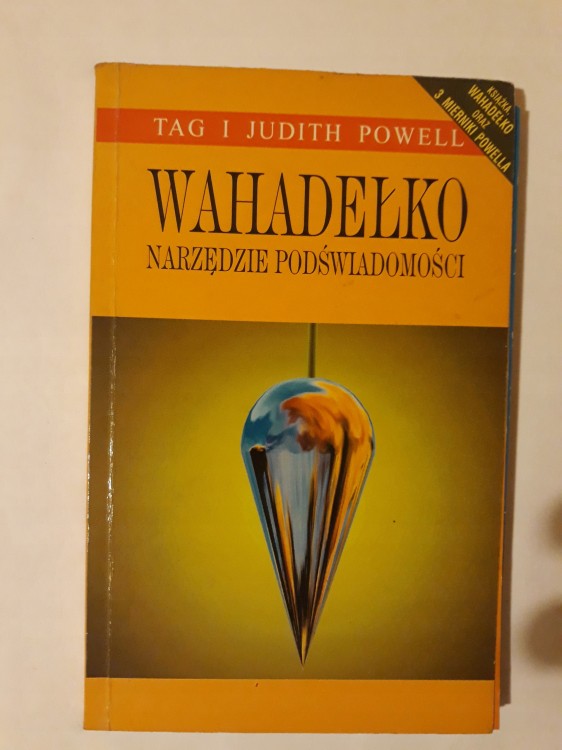 KSIĄŻKA,
WAHADEŁKO
ORAZ
3 MIERNIKI POWELLA
TAG I JUDITH POWELL
WAHADEŁKO
NARZĘDZIE PODŚWIADOMOŚCI